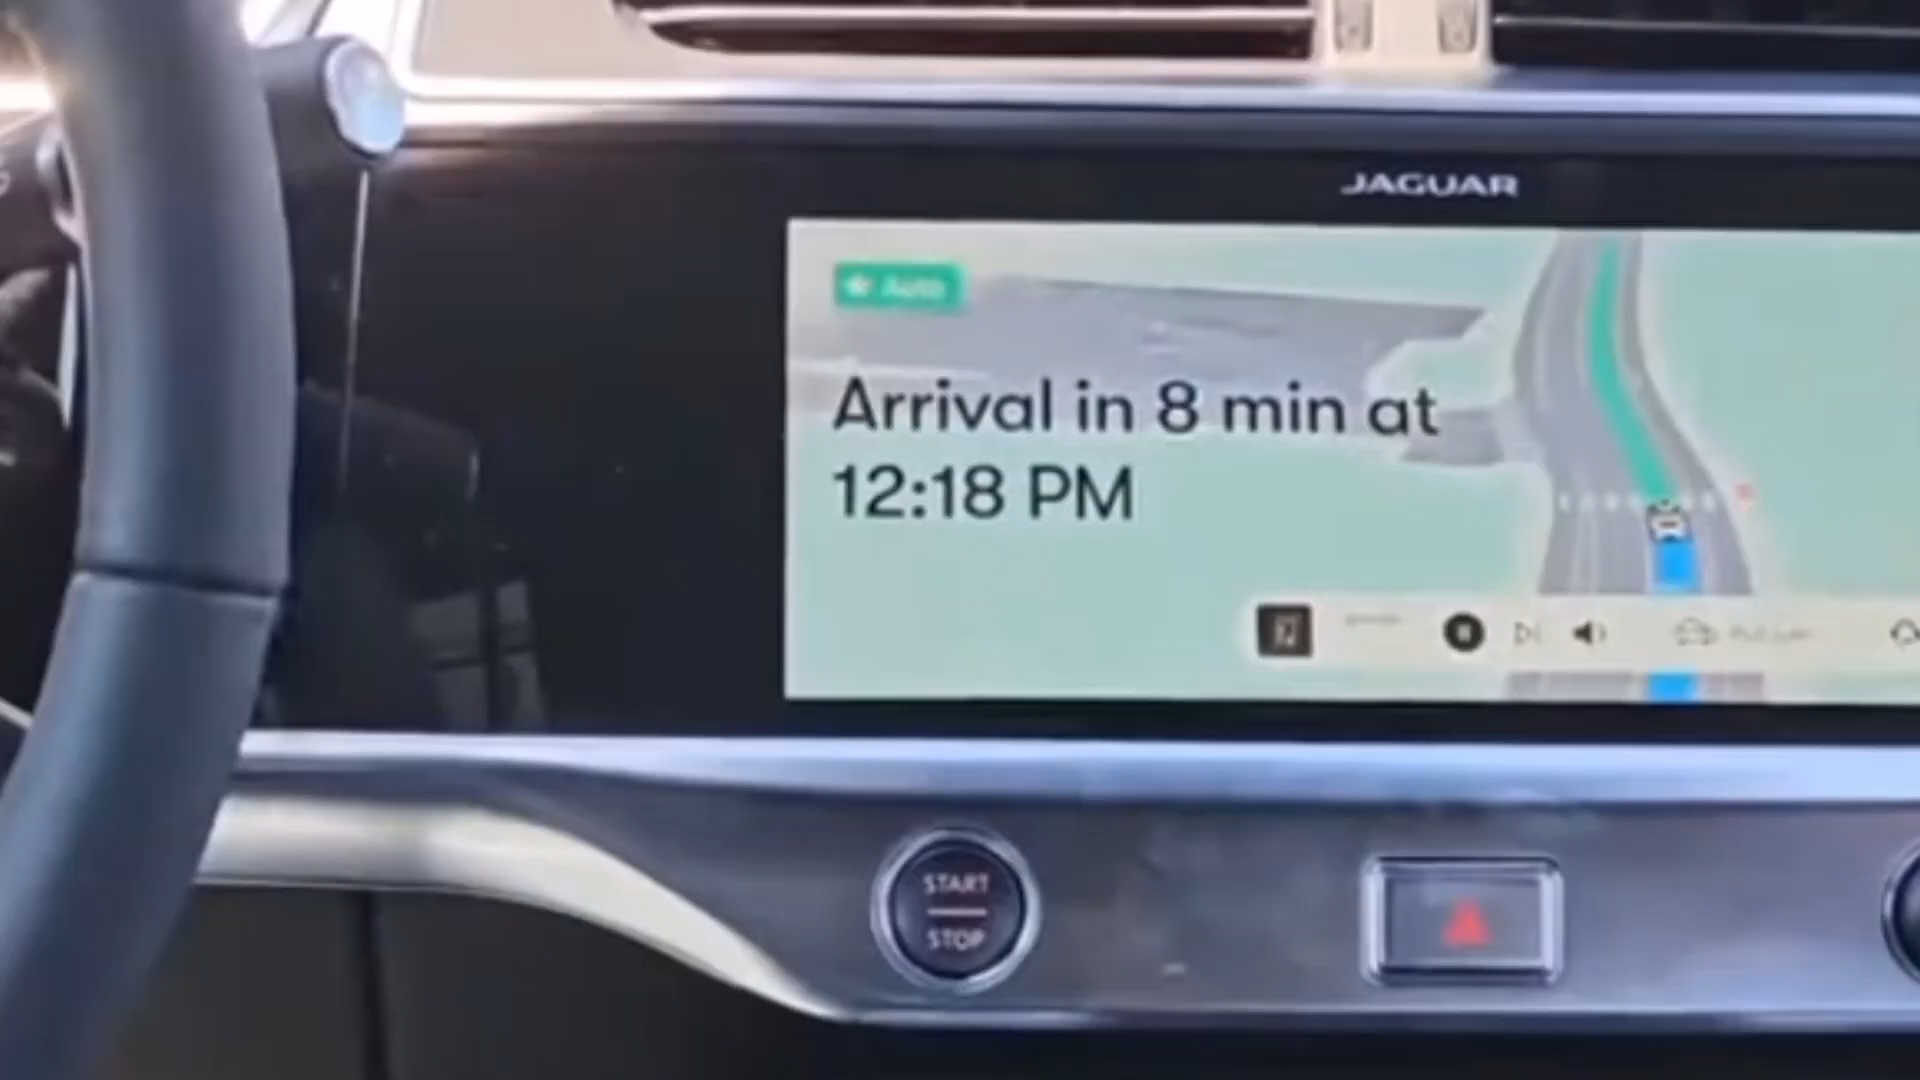 JAGUAR
Auto
Arrival in 8 min at
12:18 PM
START
STOP